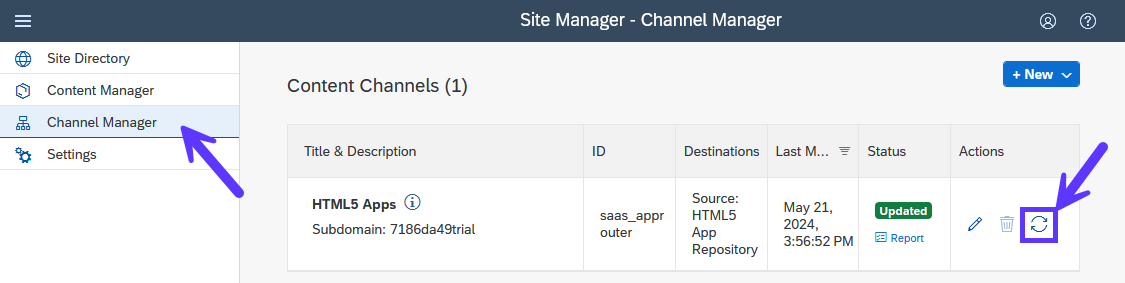 Site Manager - Channel Manager
Site Directory
Content Manager
Channel Manager
Settings
Content Channels (1)
+ New
Title & Description
ID
Destinations
Last M...
Status
Actions
HTML5 Apps
Subdomain: 7186da49trial
saas_appr
outer
Source:
HTML5
App
Repository
May 21,
2024,
3:56:52 PM
Updated
Report